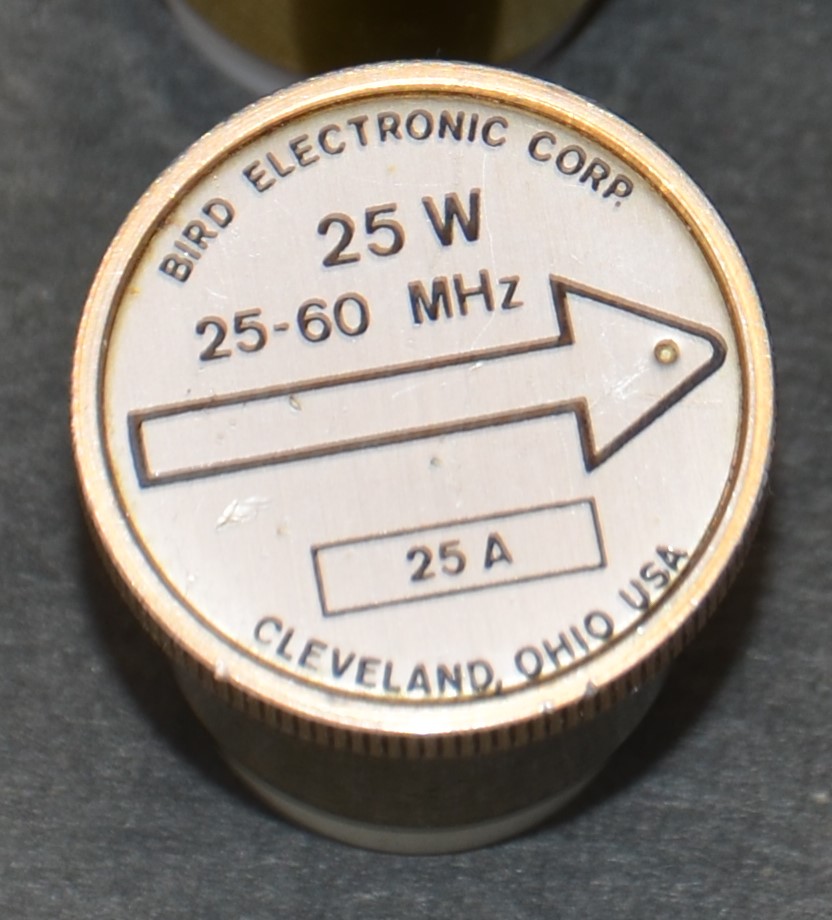 BIRD ELECTRONIC CORP.
25 W
25-60 MHz
25 A
CLEVELAND, OHIO USA